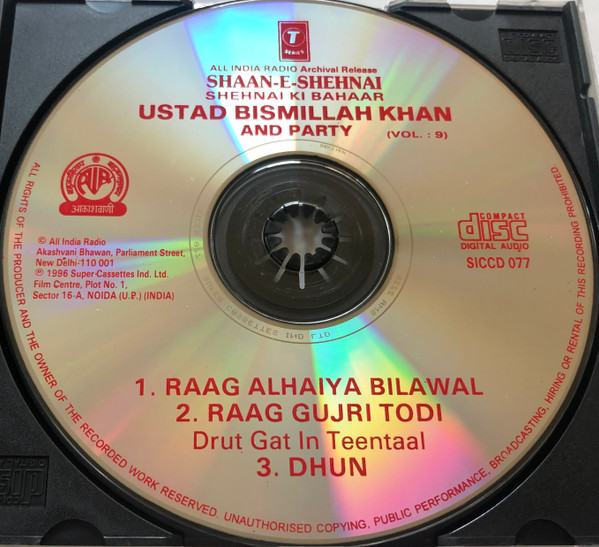 T
SERIES
ALL INDIA RADIO Archival Release
SHAAN-E-SHEHNAI
SHEHNAI KI BAHAAR
USTAD BISMILLAH KHAN
AND PARTY
(VOL. : 9)
AIR
आकाशवाणी
© All India Radio
Akashvani Bhawan, Parliament Street,
New Delhi-110 001
℗ 1996 Super-Cassettes Ind. Ltd.
Film Centre, Plot No. 1,
Sector 16-A, NOIDA (U.P.) (INDIA)
COMPACT
disc
DIGITAL AUDIO
SICCD 077
1. RAAG ALHAIYA BILAWAL
2. RAAG GUJRI TODI
Drut Gat In Teentaal
3. DHUN
ALL RIGHTS OF THE PRODUCER AND THE OWNER OF THE RECORDED WORK RESERVED. UNAUTHORISED COPYING, PUBLIC PERFORMANCE, BROADCASTING, HIRING OR RENTAL OF THIS RECORDING PROHIBITED.